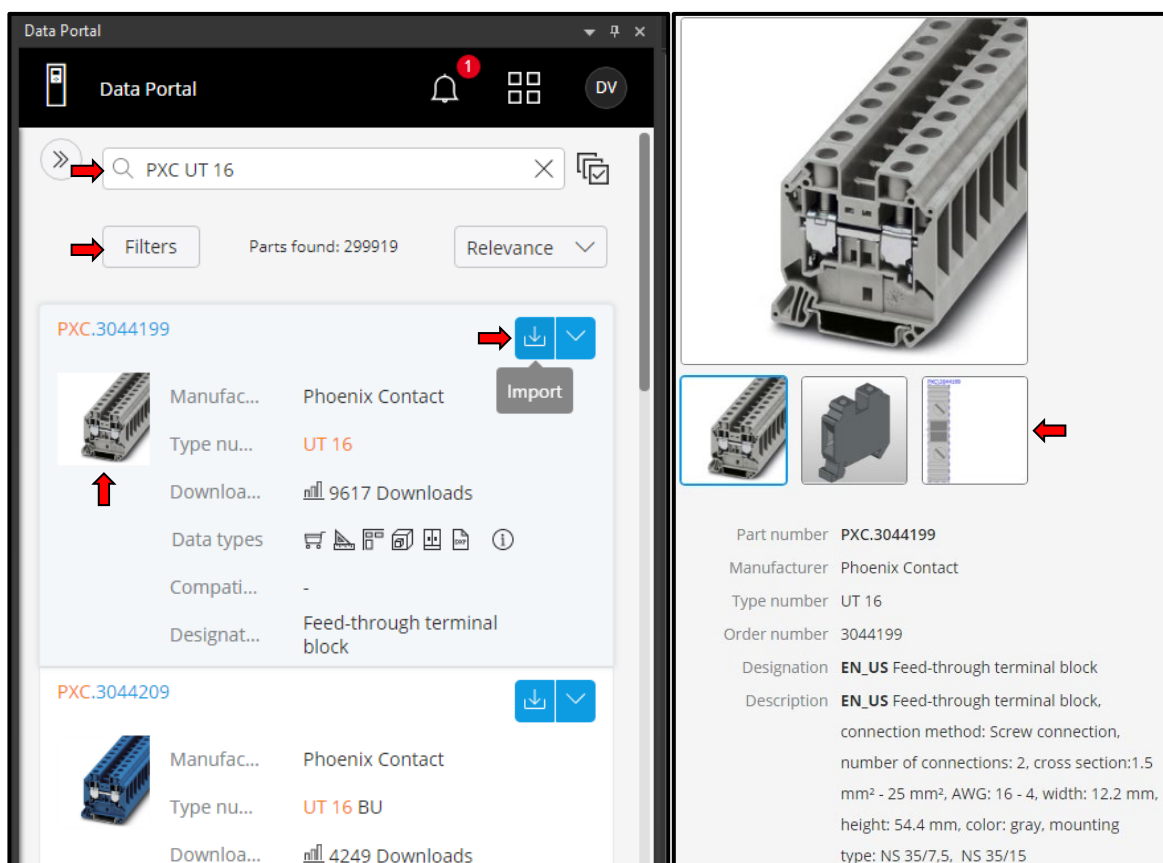 Data Portal
Data Portal
1
DV
PXC UT 16
Filters
Parts found: 299919
Relevance
PXC.3044199
Import
Manufac... Phoenix Contact
Type nu... UT 16
Downloa... 9617 Downloads
Data types
Compati... -
Designat... Feed-through terminal
block
PXC.3044209
Manufac... Phoenix Contact
Type nu... UT 16 BU
Downloa... 4249 Downloads
PXC.3044199
Part number PXC.3044199
Manufacturer Phoenix Contact
Type number UT 16
Order number 3044199
Designation EN_US Feed-through terminal block
Description EN_US Feed-through terminal block,
connection method: Screw connection,
number of connections: 2, cross section:1.5
mm² - 25 mm², AWG: 16 - 4, width: 12.2 mm,
height: 54.4 mm, color: gray, mounting
type: NS 35/7,5, NS 35/15